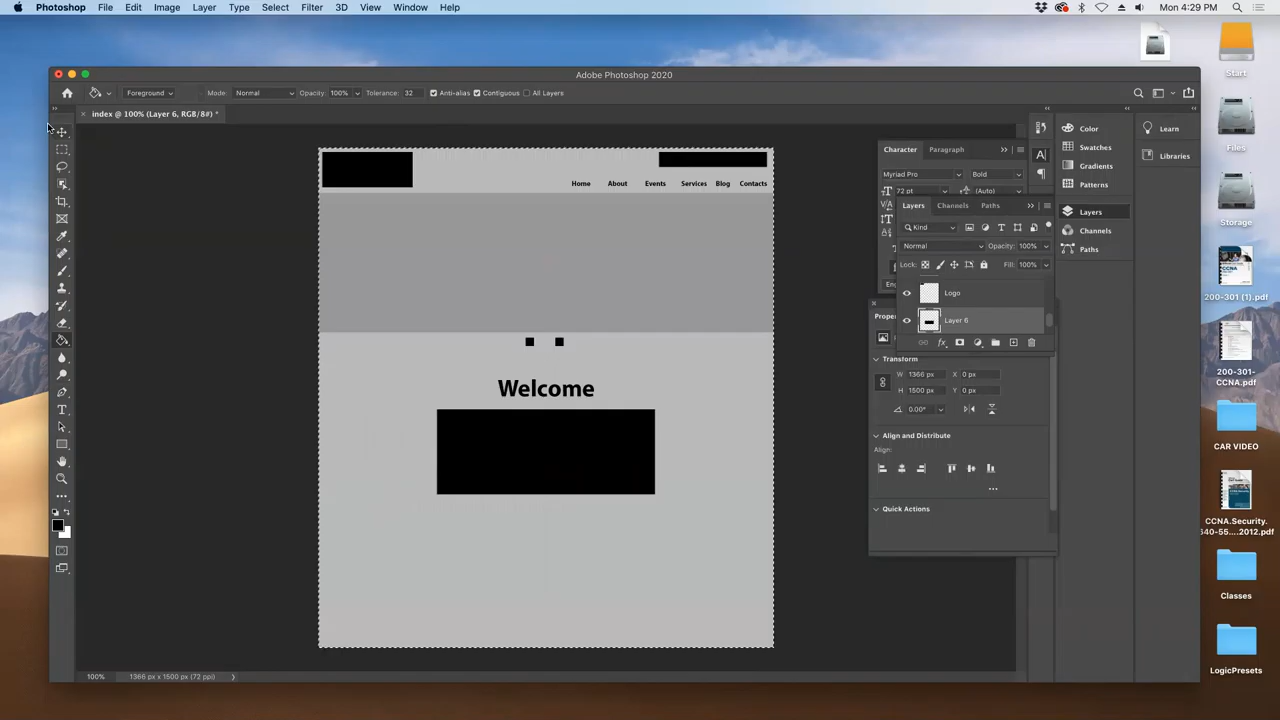 Photoshop File Edit Image Layer Type Select Filter 3D View Window Help Mon 4:29 PM
Start
Adobe Photoshop 2020
Foreground Mode: Normal Opacity: 100% Tolerance: 32 Anti-alias Contiguous All Layers
index @ 100% (Layer 6, RGB/8#) *
Color Learn
Files
Character Paragraph
Swatches Libraries
Gradients
Myriad Pro Bold
Home About Events Services Blog Contacts
Patterns
72 pt (Auto)
Layers Channels Paths
Layers
Storage
Kind
Channels
Normal Opacity: 100%
Paths
Lock: Fill: 100%
Logo
200-301 (1).pdf
Layer 6
Transform
W 1366 px X 0 px
200-301-
CCNA.pdf
H 1500 px Y 0 px
Welcome
0.00°
Align and Distribute
CAR VIDEO
Align:
Quick Actions
CCNA.Security.
640-55....2012.pdf
Classes
LogicPresets
100% 1366 px x 1500 px (72 ppi)